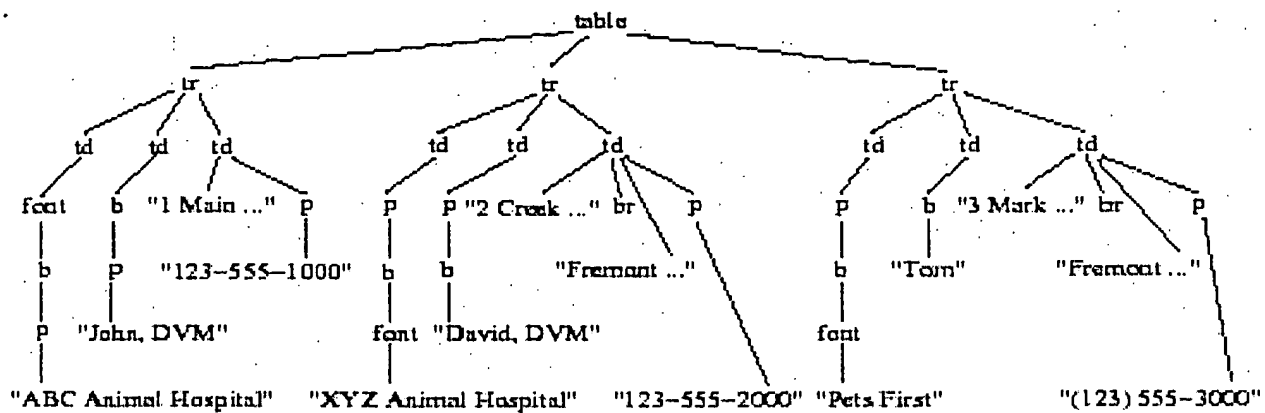 table
tr tr tr
td td td td td td td td td
font b "1 Main ..." p p p "2 Creek ..." br p p b "3 Mark ..." br p
b p "123-555-1000" b b "Fremont ..." b "Tom" "Fremont ..."
p "John, DVM" font "David, DVM" font
"ABC Animal Hospital" "XYZ Animal Hospital" "123-555-2000" "Pets First" "(123) 555-3000"